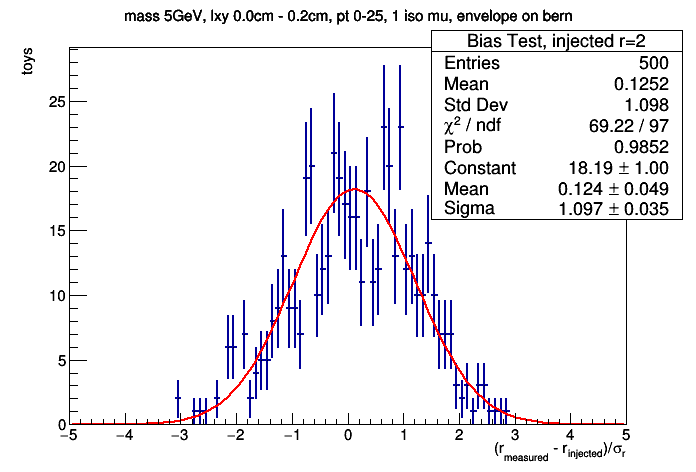 mass 5GeV, lxy 0.0cm - 0.2cm, pt 0-25, 1 iso mu, envelope on bern
toys
Bias Test, injected r=2
Entries 500
Mean 0.1252
Std Dev 1.098
χ² / ndf 69.22 / 97
Prob 0.9852
Constant 18.19 ± 1.00
Mean 0.124 ± 0.049
Sigma 1.097 ± 0.035
25
20
15
10
5
0
−5 −4 −3 −2 −1 0 1 2 3 4 5
(r_measured - r_injected)/σ_r